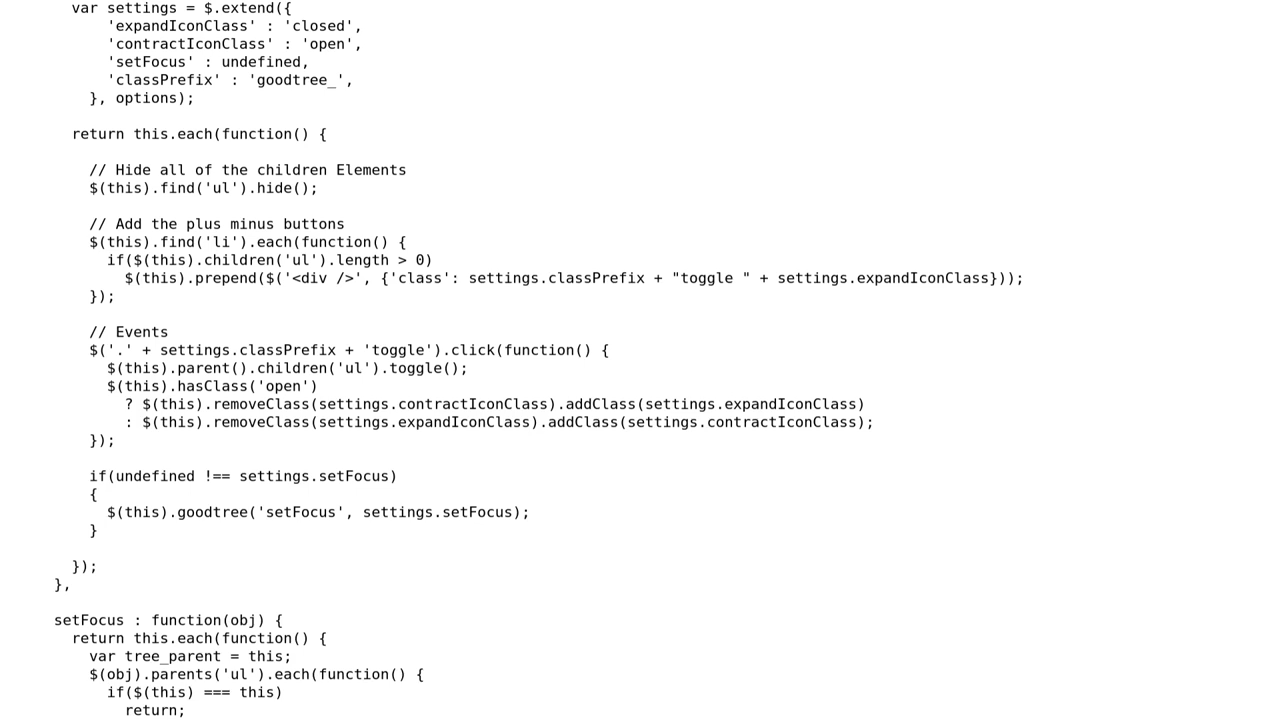 var settings = $.extend({
'expandIconClass' : 'closed',
'contractIconClass' : 'open',
'setFocus' : undefined,
'classPrefix' : 'goodtree_',
}, options);
return this.each(function() {
// Hide all of the children Elements
$(this).find('ul').hide();
// Add the plus minus buttons
$(this).find('li').each(function() {
if($(this).children('ul').length > 0)
$(this).prepend($('<div />', {'class': settings.classPrefix + "toggle " + settings.expandIconClass}));
});
// Events
$('.' + settings.classPrefix + 'toggle').click(function() {
$(this).parent().children('ul').toggle();
$(this).hasClass('open')
? $(this).removeClass(settings.contractIconClass).addClass(settings.expandIconClass)
: $(this).removeClass(settings.expandIconClass).addClass(settings.contractIconClass);
});
if(undefined !== settings.setFocus)
{
$(this).goodtree('setFocus', settings.setFocus);
}
});
},
setFocus : function(obj) {
return this.each(function() {
var tree_parent = this;
$(obj).parents('ul').each(function() {
if($(this) === this)
return;